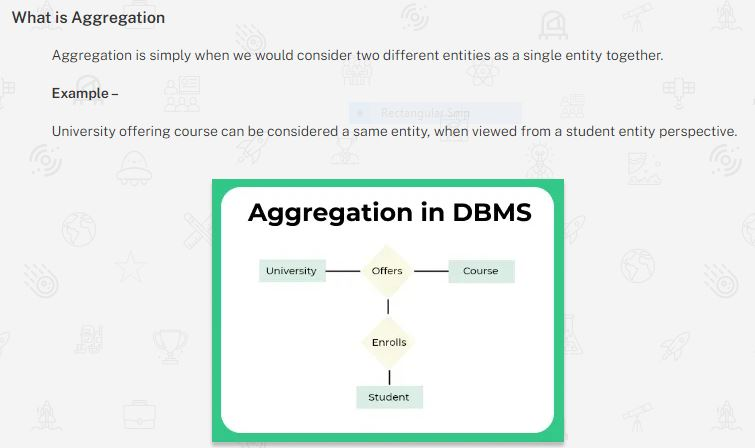 What is Aggregation
Aggregation is simply when we would consider two different entities as a single entity together.
Example –
Rectangular Snip
University offering course can be considered a same entity, when viewed from a student entity perspective.
Aggregation in DBMS
University Offers Course
Enrolls
Student